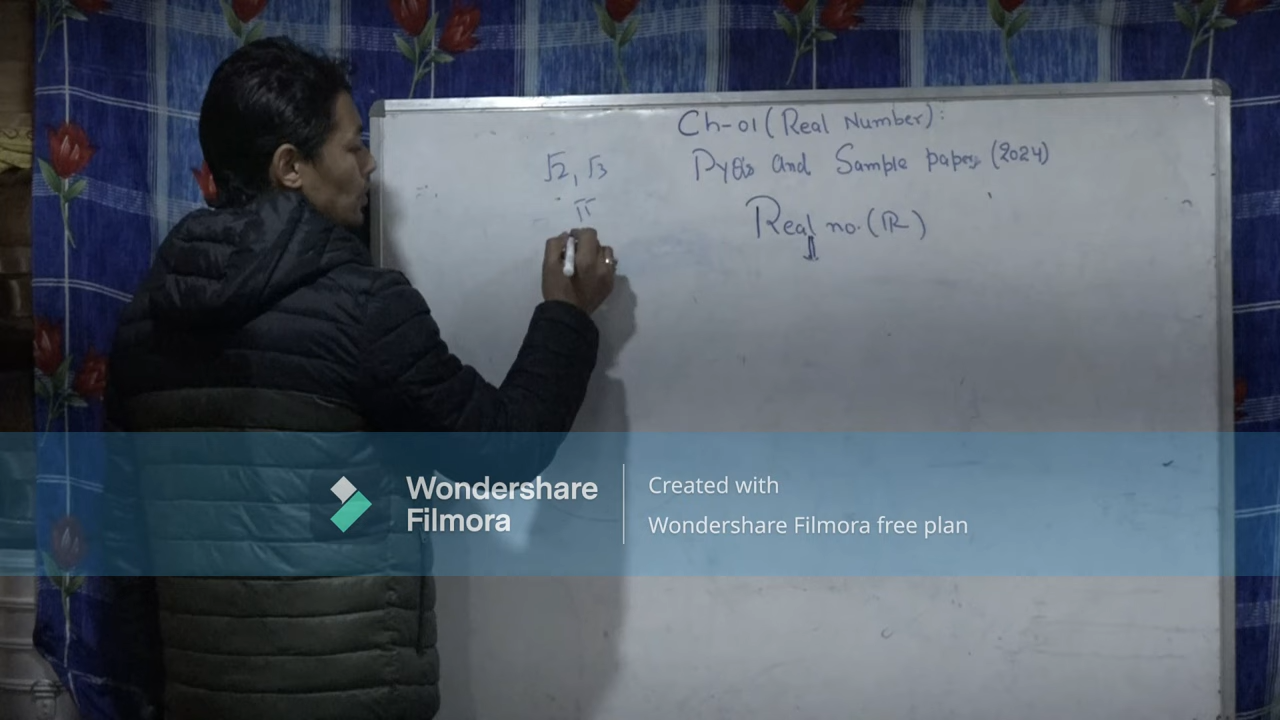 Ch-01 (Real Number):
PYQs and Sample papers (2024)
√2, √3
π
Real no. (ℝ)
Wondershare
Filmora
Created with
Wondershare Filmora free plan